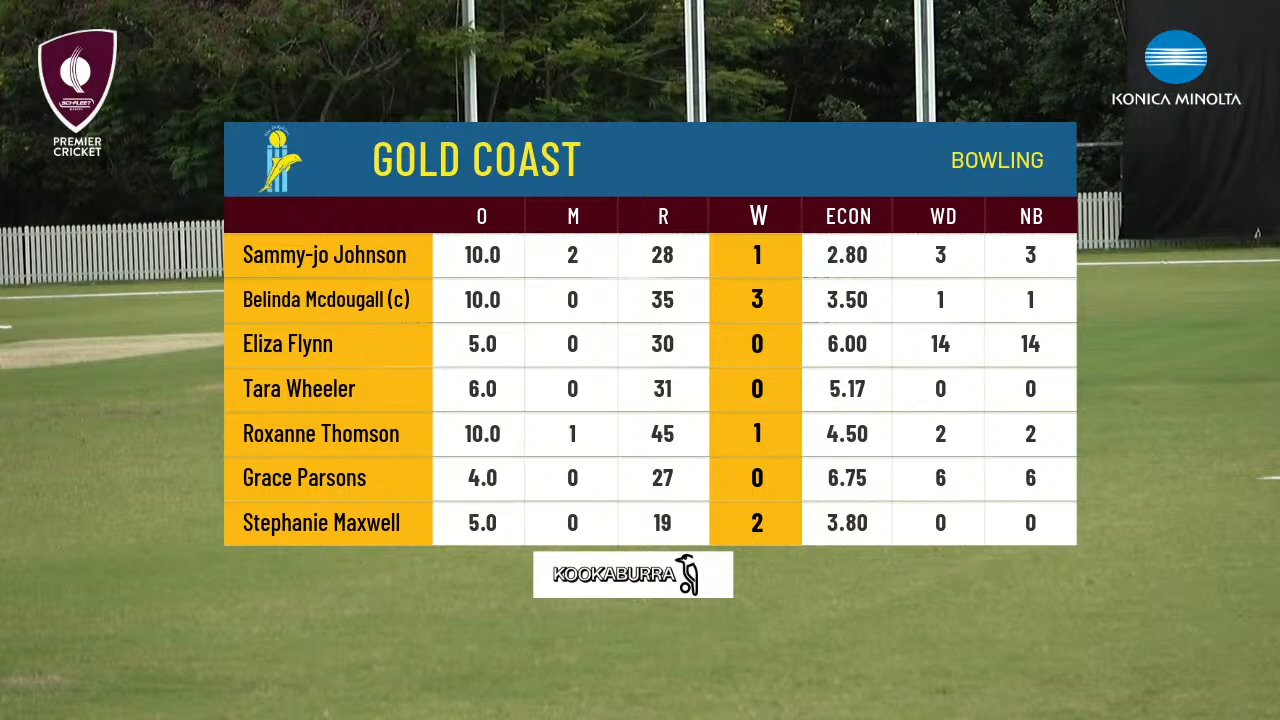 SCI-FLEET
PREMIER
CRICKET
KONICA MINOLTA
GOLD COAST
BOWLING
O M R W ECON WD NB
Sammy-jo Johnson 10.0 2 28 1 2.80 3 3
Belinda Mcdougall (c) 10.0 0 35 3 3.50 1 1
Eliza Flynn 5.0 0 30 0 6.00 14 14
Tara Wheeler 6.0 0 31 0 5.17 0 0
Roxanne Thomson 10.0 1 45 1 4.50 2 2
Grace Parsons 4.0 0 27 0 6.75 6 6
Stephanie Maxwell 5.0 0 19 2 3.80 0 0
KOOKABURRA